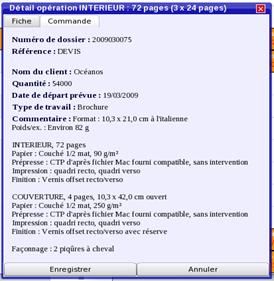 Détail opération INTERIEUR : 72 pages (3 x 24 pages)
Fiche Commande
Numéro de dossier : 2009030075
Référence : DEVIS
Nom du client : Océanos
Quantité : 54000
Date de départ prévue : 19/03/2009
Type de travail : Brochure
Commentaire : Format : 10,3 x 21,0 cm à l'italienne
Poids/ex. : Environ 82 g
INTERIEUR, 72 pages
Papier : Couché 1/2 mat, 90 g/m²
Prépresse : CTP d'après fichier Mac fourni compatible, sans intervention
Impression : quadri recto, quadri verso
Finition : Vernis offset recto/verso
COUVERTURE, 4 pages, 10,3 x 42,0 cm ouvert
Papier : Couché 1/2 mat, 250 g/m²
Prépresse : CTP d'après fichier Mac fourni compatible, sans intervention
Impression : quadri recto, quadri verso
Finition : Vernis offset recto/verso avec réserve
Façonnage : 2 piqûres à cheval
Enregistrer Annuler